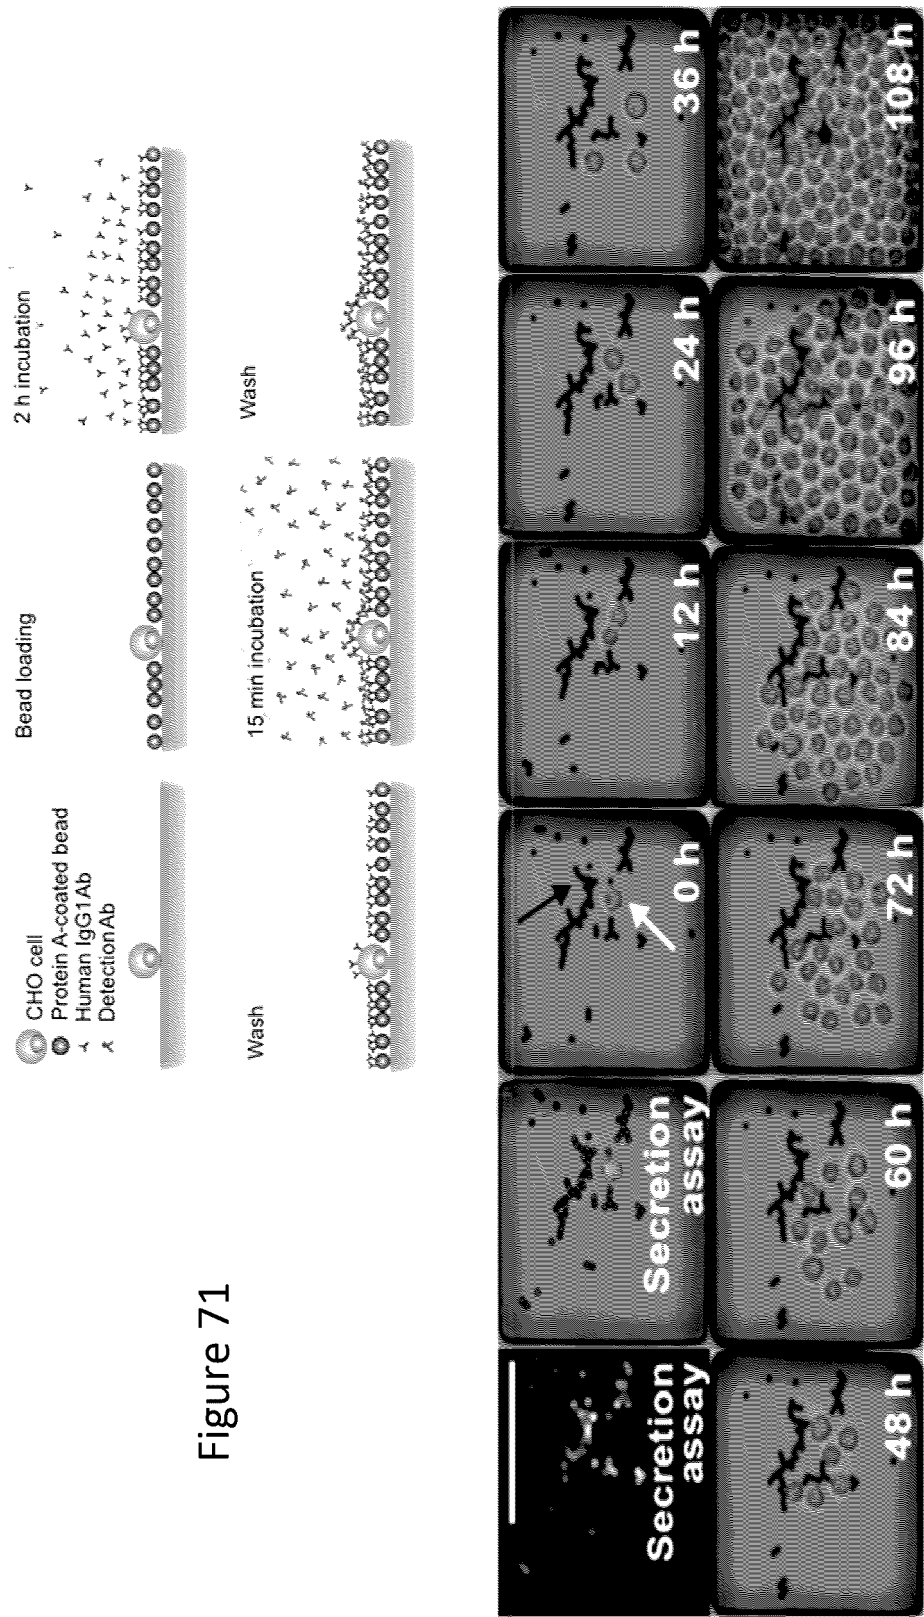 Figure 71
CHO cell
Protein A-coated bead
Human IgG1Ab
DetectionAb
Bead loading
2 h incubation
Wash
15 min incubation
Wash
Secretion
assay
Secretion
assay
0 h
12 h
24 h
36 h
48 h
60 h
72 h
84 h
96 h
108 h